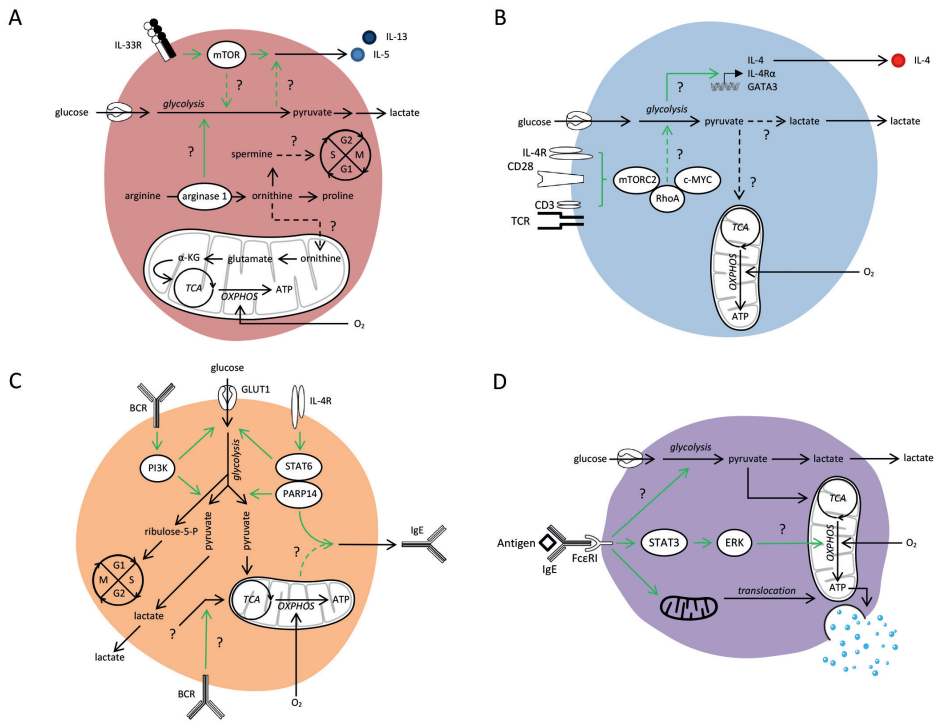 A
IL-33R
mTOR
IL-13
IL-5
?
?
glucose
glycolysis
pyruvate
lactate
?
spermine
?
G2
S
M
G1
arginine
arginase 1
ornithine
proline
?
α-KG
glutamate
ornithine
TCA
OXPHOS
ATP
O₂
B
IL-4
IL-4Rα
GATA3
IL-4
?
glycolysis
glucose
pyruvate
?
lactate
lactate
IL-4R
CD28
CD3
TCR
?
mTORC2
c-MYC
RhoA
?
TCA
OXPHOS
O₂
ATP
C
glucose
GLUT1
BCR
IL-4R
PI3K
glycolysis
STAT6
PARP14
ribulose-5-P
pyruvate
pyruvate
IgE
?
G1
M
S
G2
lactate
?
TCA
OXPHOS
ATP
lactate
?
BCR
O₂
D
glucose
glycolysis
pyruvate
lactate
lactate
?
TCA
Antigen
IgE
FcεRI
STAT3
ERK
?
OXPHOS
O₂
translocation
ATP